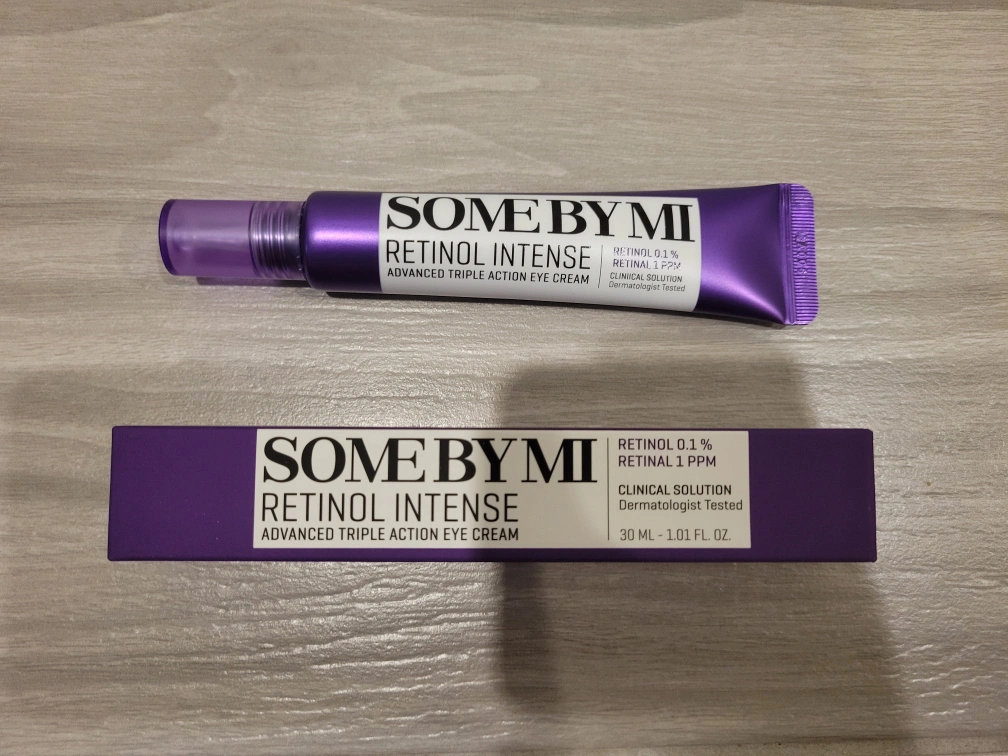 SOME BY MI
RETINOL INTENSE
ADVANCED TRIPLE ACTION EYE CREAM
RETINOL 0.1 %
RETINAL 1 PPM
CLINICAL SOLUTION
Dermatologist Tested
SOME BY MI
RETINOL INTENSE
ADVANCED TRIPLE ACTION EYE CREAM
RETINOL 0.1 %
RETINAL 1 PPM
CLINICAL SOLUTION
Dermatologist Tested
30 ML - 1.01 FL. OZ.